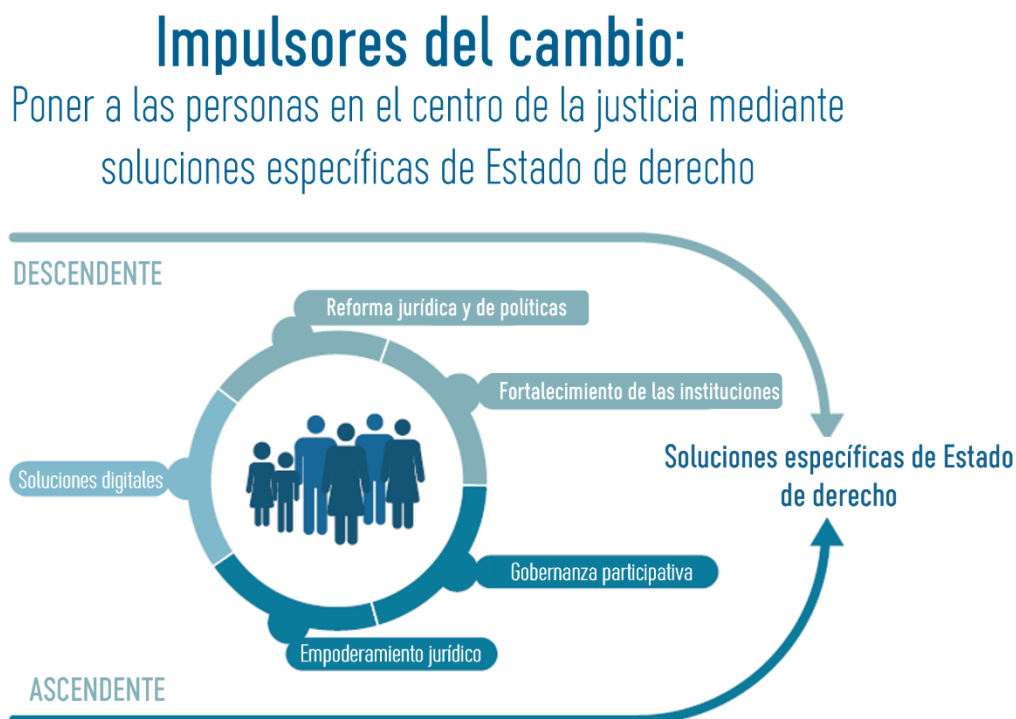 Impulsores del cambio:
Poner a las personas en el centro de la justicia mediante
soluciones específicas de Estado de derecho
DESCENDENTE
Reforma jurídica y de políticas
Fortalecimiento de las instituciones
Soluciones específicas de Estado
de derecho
Soluciones digitales
Gobernanza participativa
Empoderamiento jurídico
ASCENDENTE